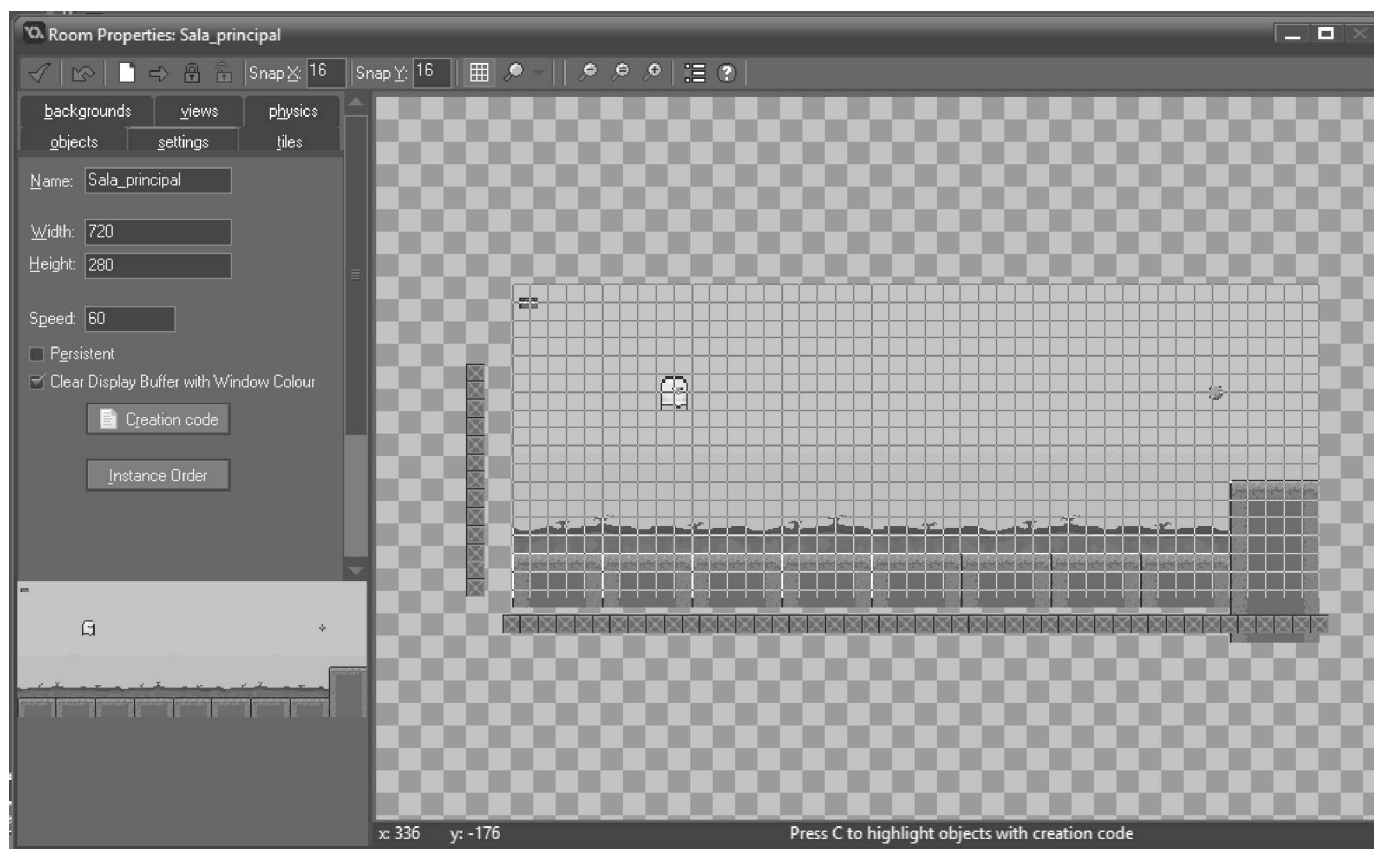 Room Properties: Sala_principal
Snap X: 16 Snap Y: 16
backgrounds views physics
objects settings tiles
Name: Sala_principal
Width: 720
Height: 280
Speed: 60
Persistent
Clear Display Buffer with Window Colour
Creation code
Instance Order
x: 336 y: -176 Press C to highlight objects with creation code